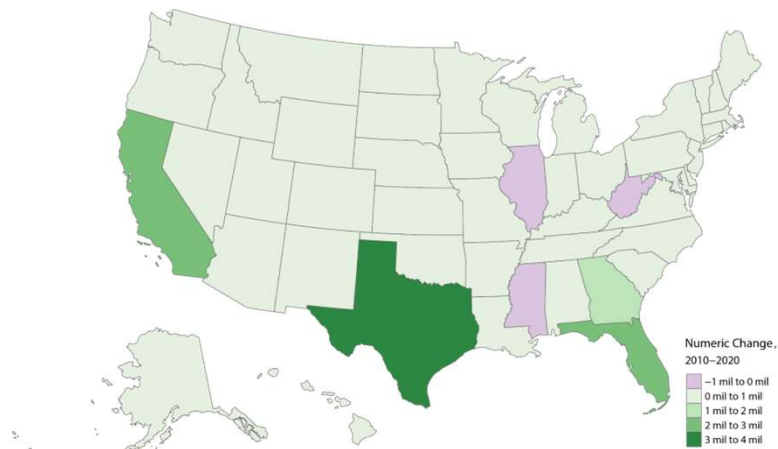 Numeric Change,
2010–2020
−1 mil to 0 mil
0 mil to 1 mil
1 mil to 2 mil
2 mil to 3 mil
3 mil to 4 mil